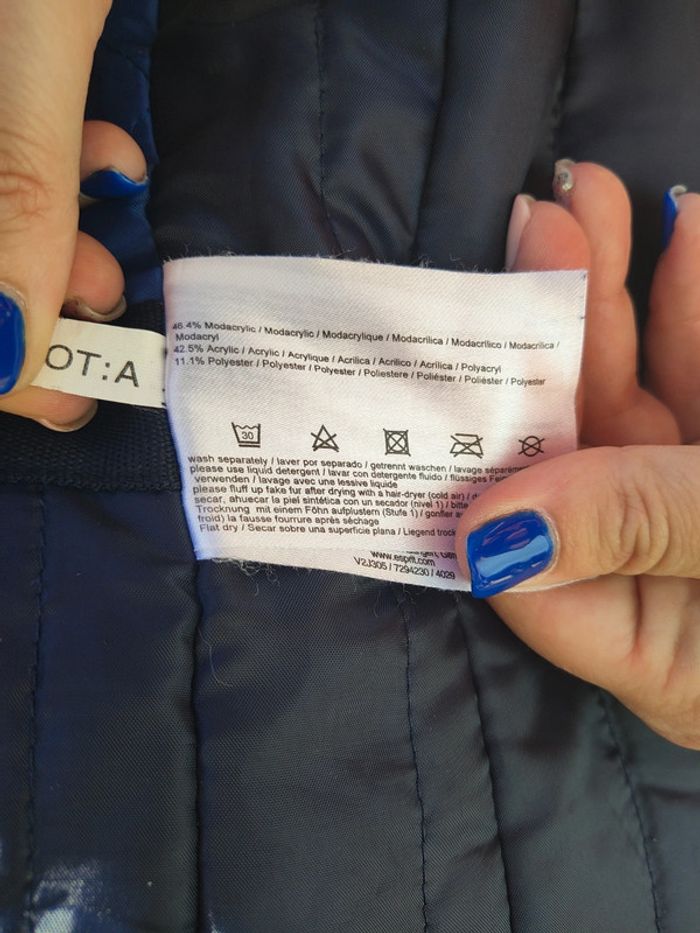 OT:A
46.4% Modacrylic / Modacrylic / Modacrylique / Modacrilica / Modacrilico / Modacrilica /
Modacryl
42.5% Acrylic / Acrylic / Acrylique / Acrilica / Acrilico / Acrílica / Polyacryl
11.1% Polyester / Polyester / Polyester / Poliestere / Poliéster / Poliéster / Polyester
30
wash separately / laver por separado / getrennt waschen / lavage séparém
please use liquid detergent / lavar con detergente fluido / flüssiges Fei
verwenden / lavage avec une lessive liquide
please fluff up fake fur after drying with a hair-dryer (cold air) / d
secar, ahuecar la piel sintética con un secador (nivel 1) / bitte
Trocknung mit einem Föhn aufplustern (Stufe 1) / gonfler a
froid) la fausse fourrure après séchage
Flat dry / Secar sobre una superficie plana / Liegend trock
www.esprit.com
V2J305 / 7294230 / 4029